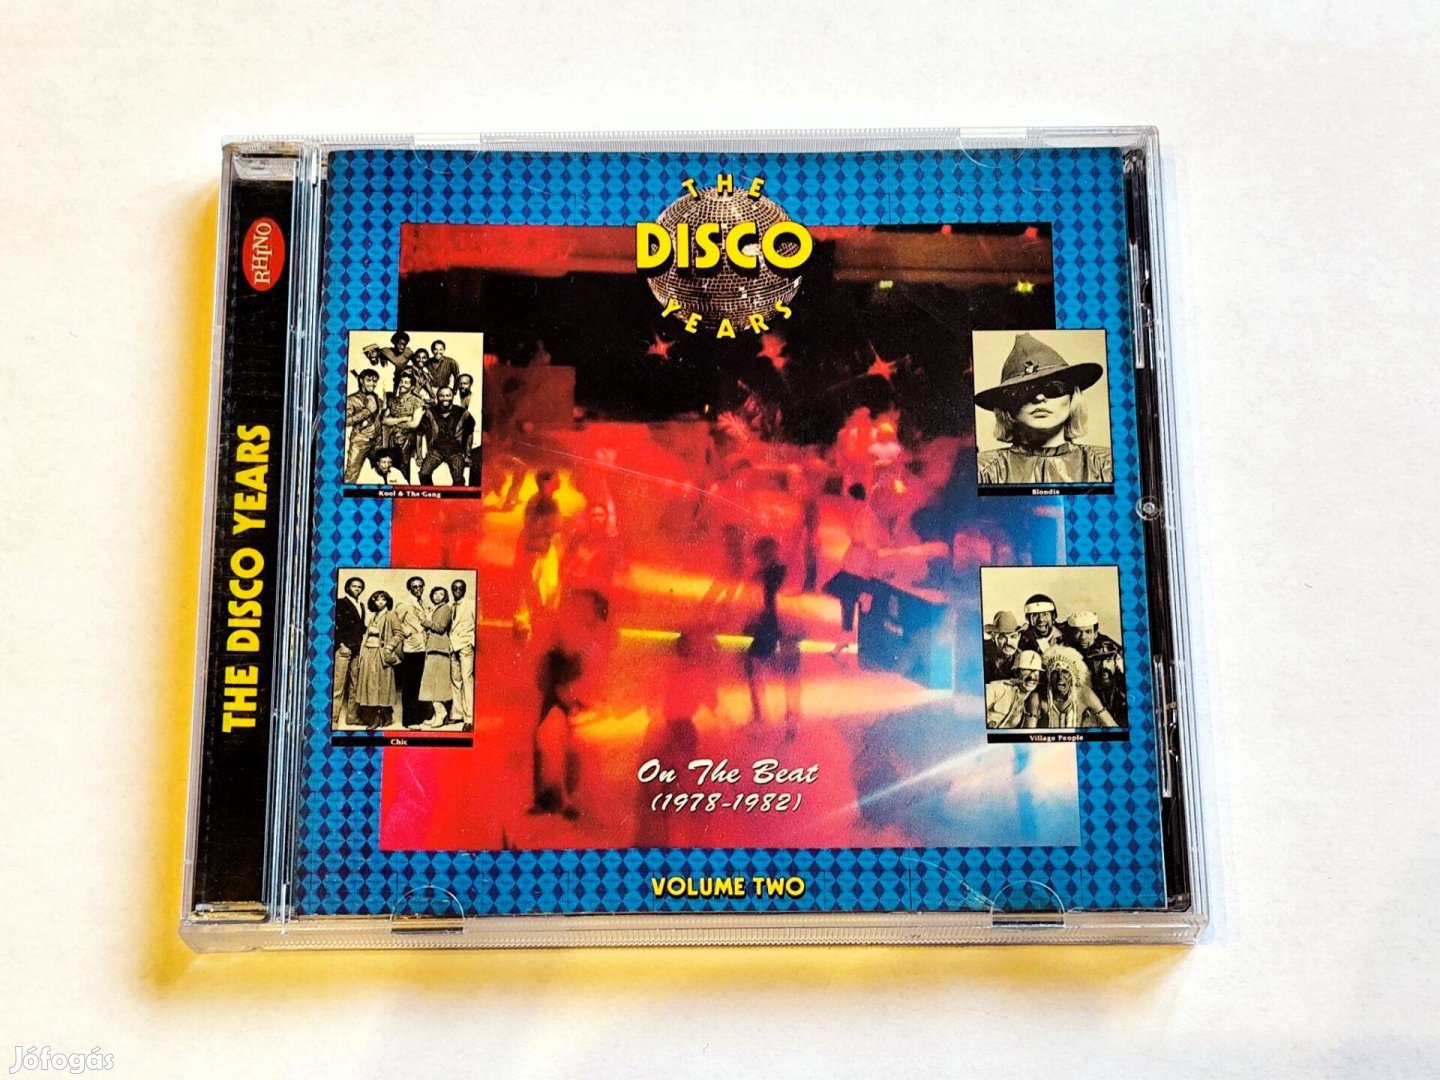 RHINO
THE DISCO YEARS
THE
DISCO
YEARS
Kool & The Gang
Blondie
Chic
Village People
On The Beat
(1978-1982)
VOLUME TWO
Jófogás